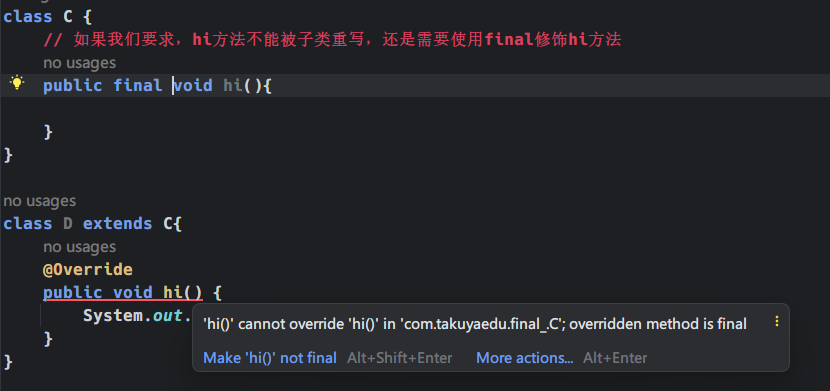 class C {
// 如果我们要求，hi方法不能被子类重写，还是需要使用final修饰hi方法
no usages
public final void hi(){
}
}
no usages
class D extends C{
no usages
@Override
public void hi() {
System.out.
'hi()' cannot override 'hi()' in 'com.takuyaedu.final_.C'; overridden method is final
Make 'hi()' not final Alt+Shift+Enter More actions... Alt+Enter
}
}